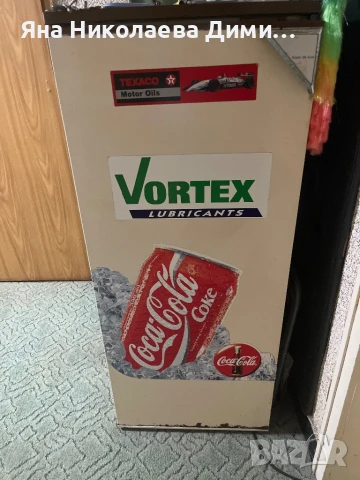 Яна Николаева Дими...
TEXACO
Motor Oils
VORTEX
LUBRICANTS
Coca-Cola
Coke
Coca-Cola
BAZAR